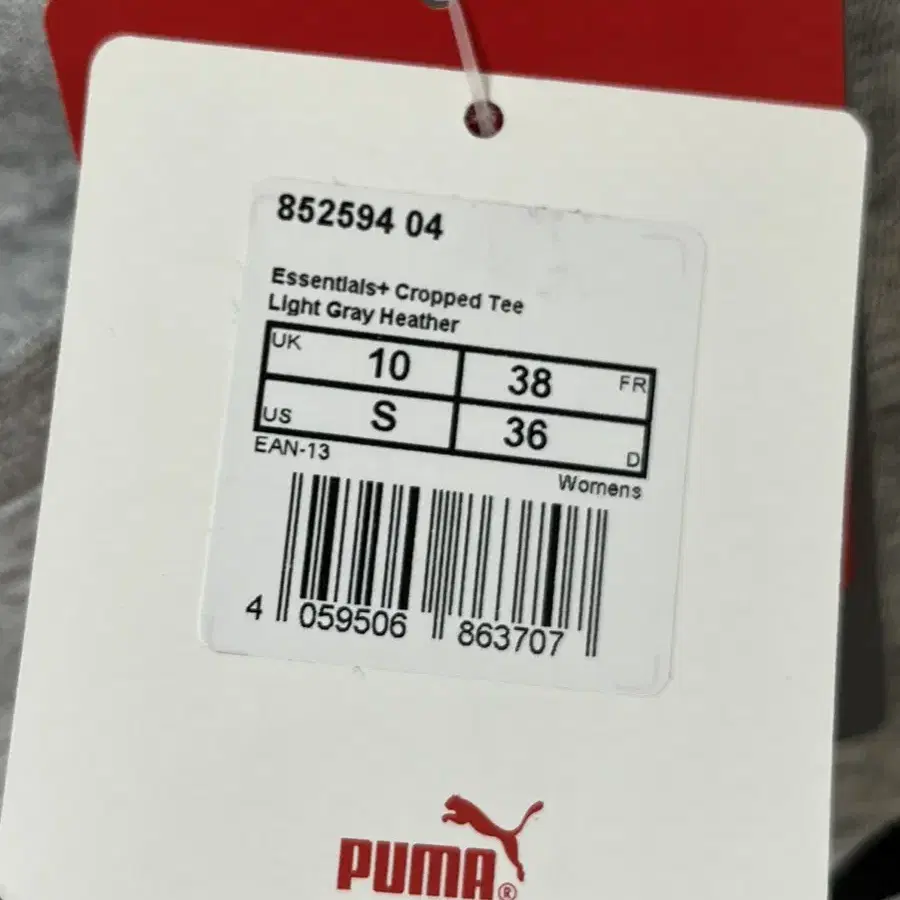 852594 04
Essentials+ Cropped Tee
Light Gray Heather
UK 10 38 FR
US S 36 D
EAN-13
Womens
4 059506 863707
PUMA®